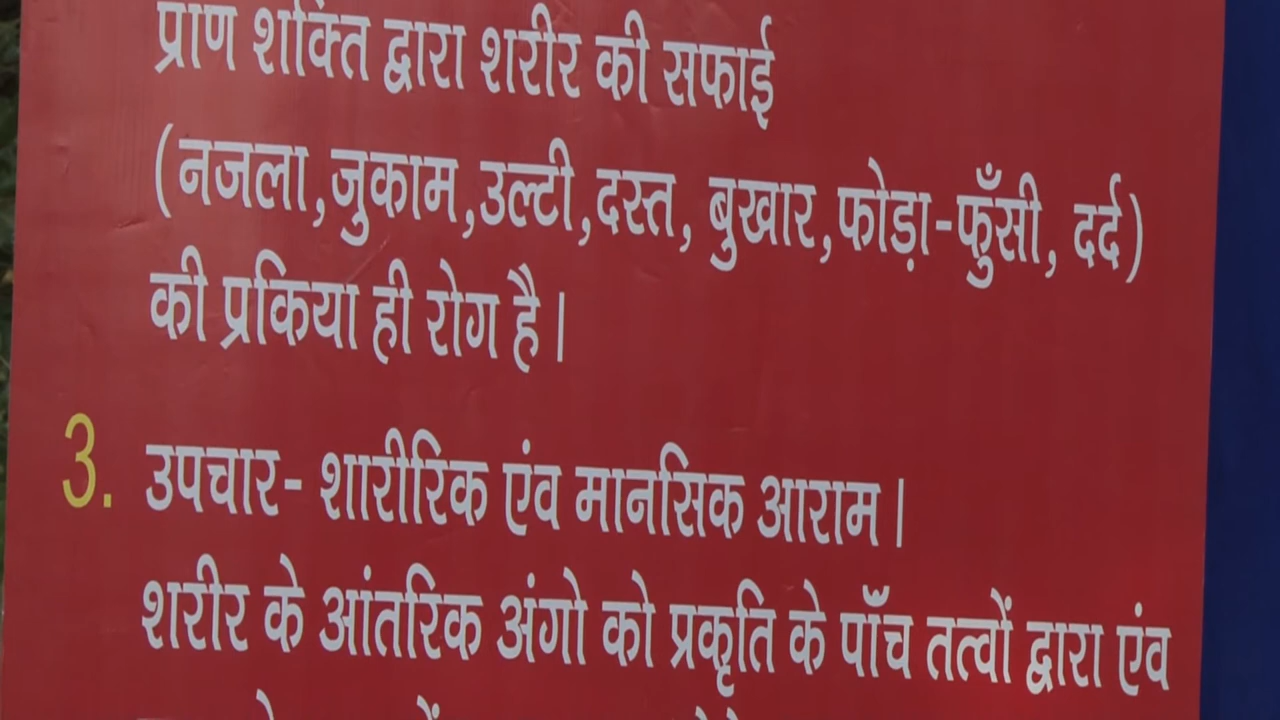 प्राण शक्ति द्वारा शरीर की सफाई
(नजला,जुकाम,उल्टी,दस्त, बुखार,फोड़ा-फुँसी, दर्द)
की प्रकिया ही रोग है।
3. उपचार- शारीरिक एंव मानसिक आराम।
शरीर के आंतरिक अंगो को प्रकृति के पॉंच तत्वों द्वारा एंव